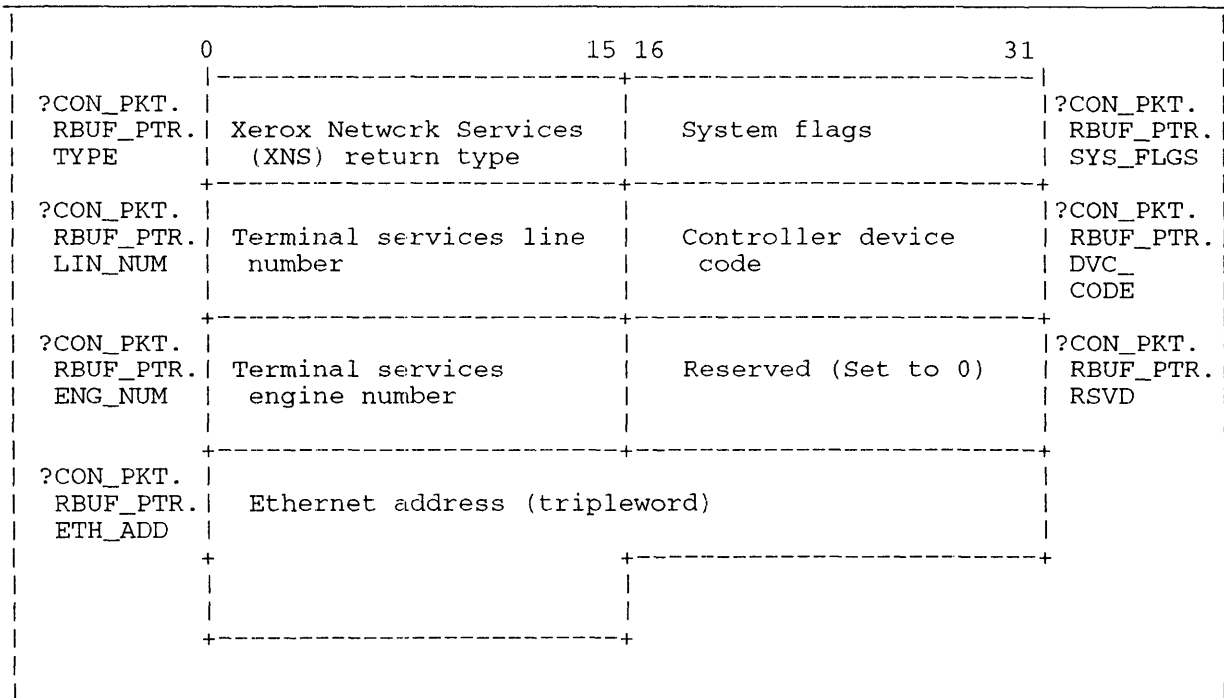 0 15 16 31
?CON_PKT. ?CON_PKT.
RBUF_PTR. Xerox Netwcrk Services System flags RBUF_PTR.
TYPE (XNS) return type SYS_FLGS
?CON_PKT. ?CON_PKT.
RBUF_PTR. Terminal services line Controller device RBUF_PTR.
LIN_NUM number code DVC_
CODE
?CON_PKT. ?CON_PKT.
RBUF_PTR. Terminal services Reserved (Set to 0) RBUF_PTR.
ENG_NUM engine number RSVD
?CON_PKT.
RBUF_PTR. Ethernet address (tripleword)
ETH_ADD